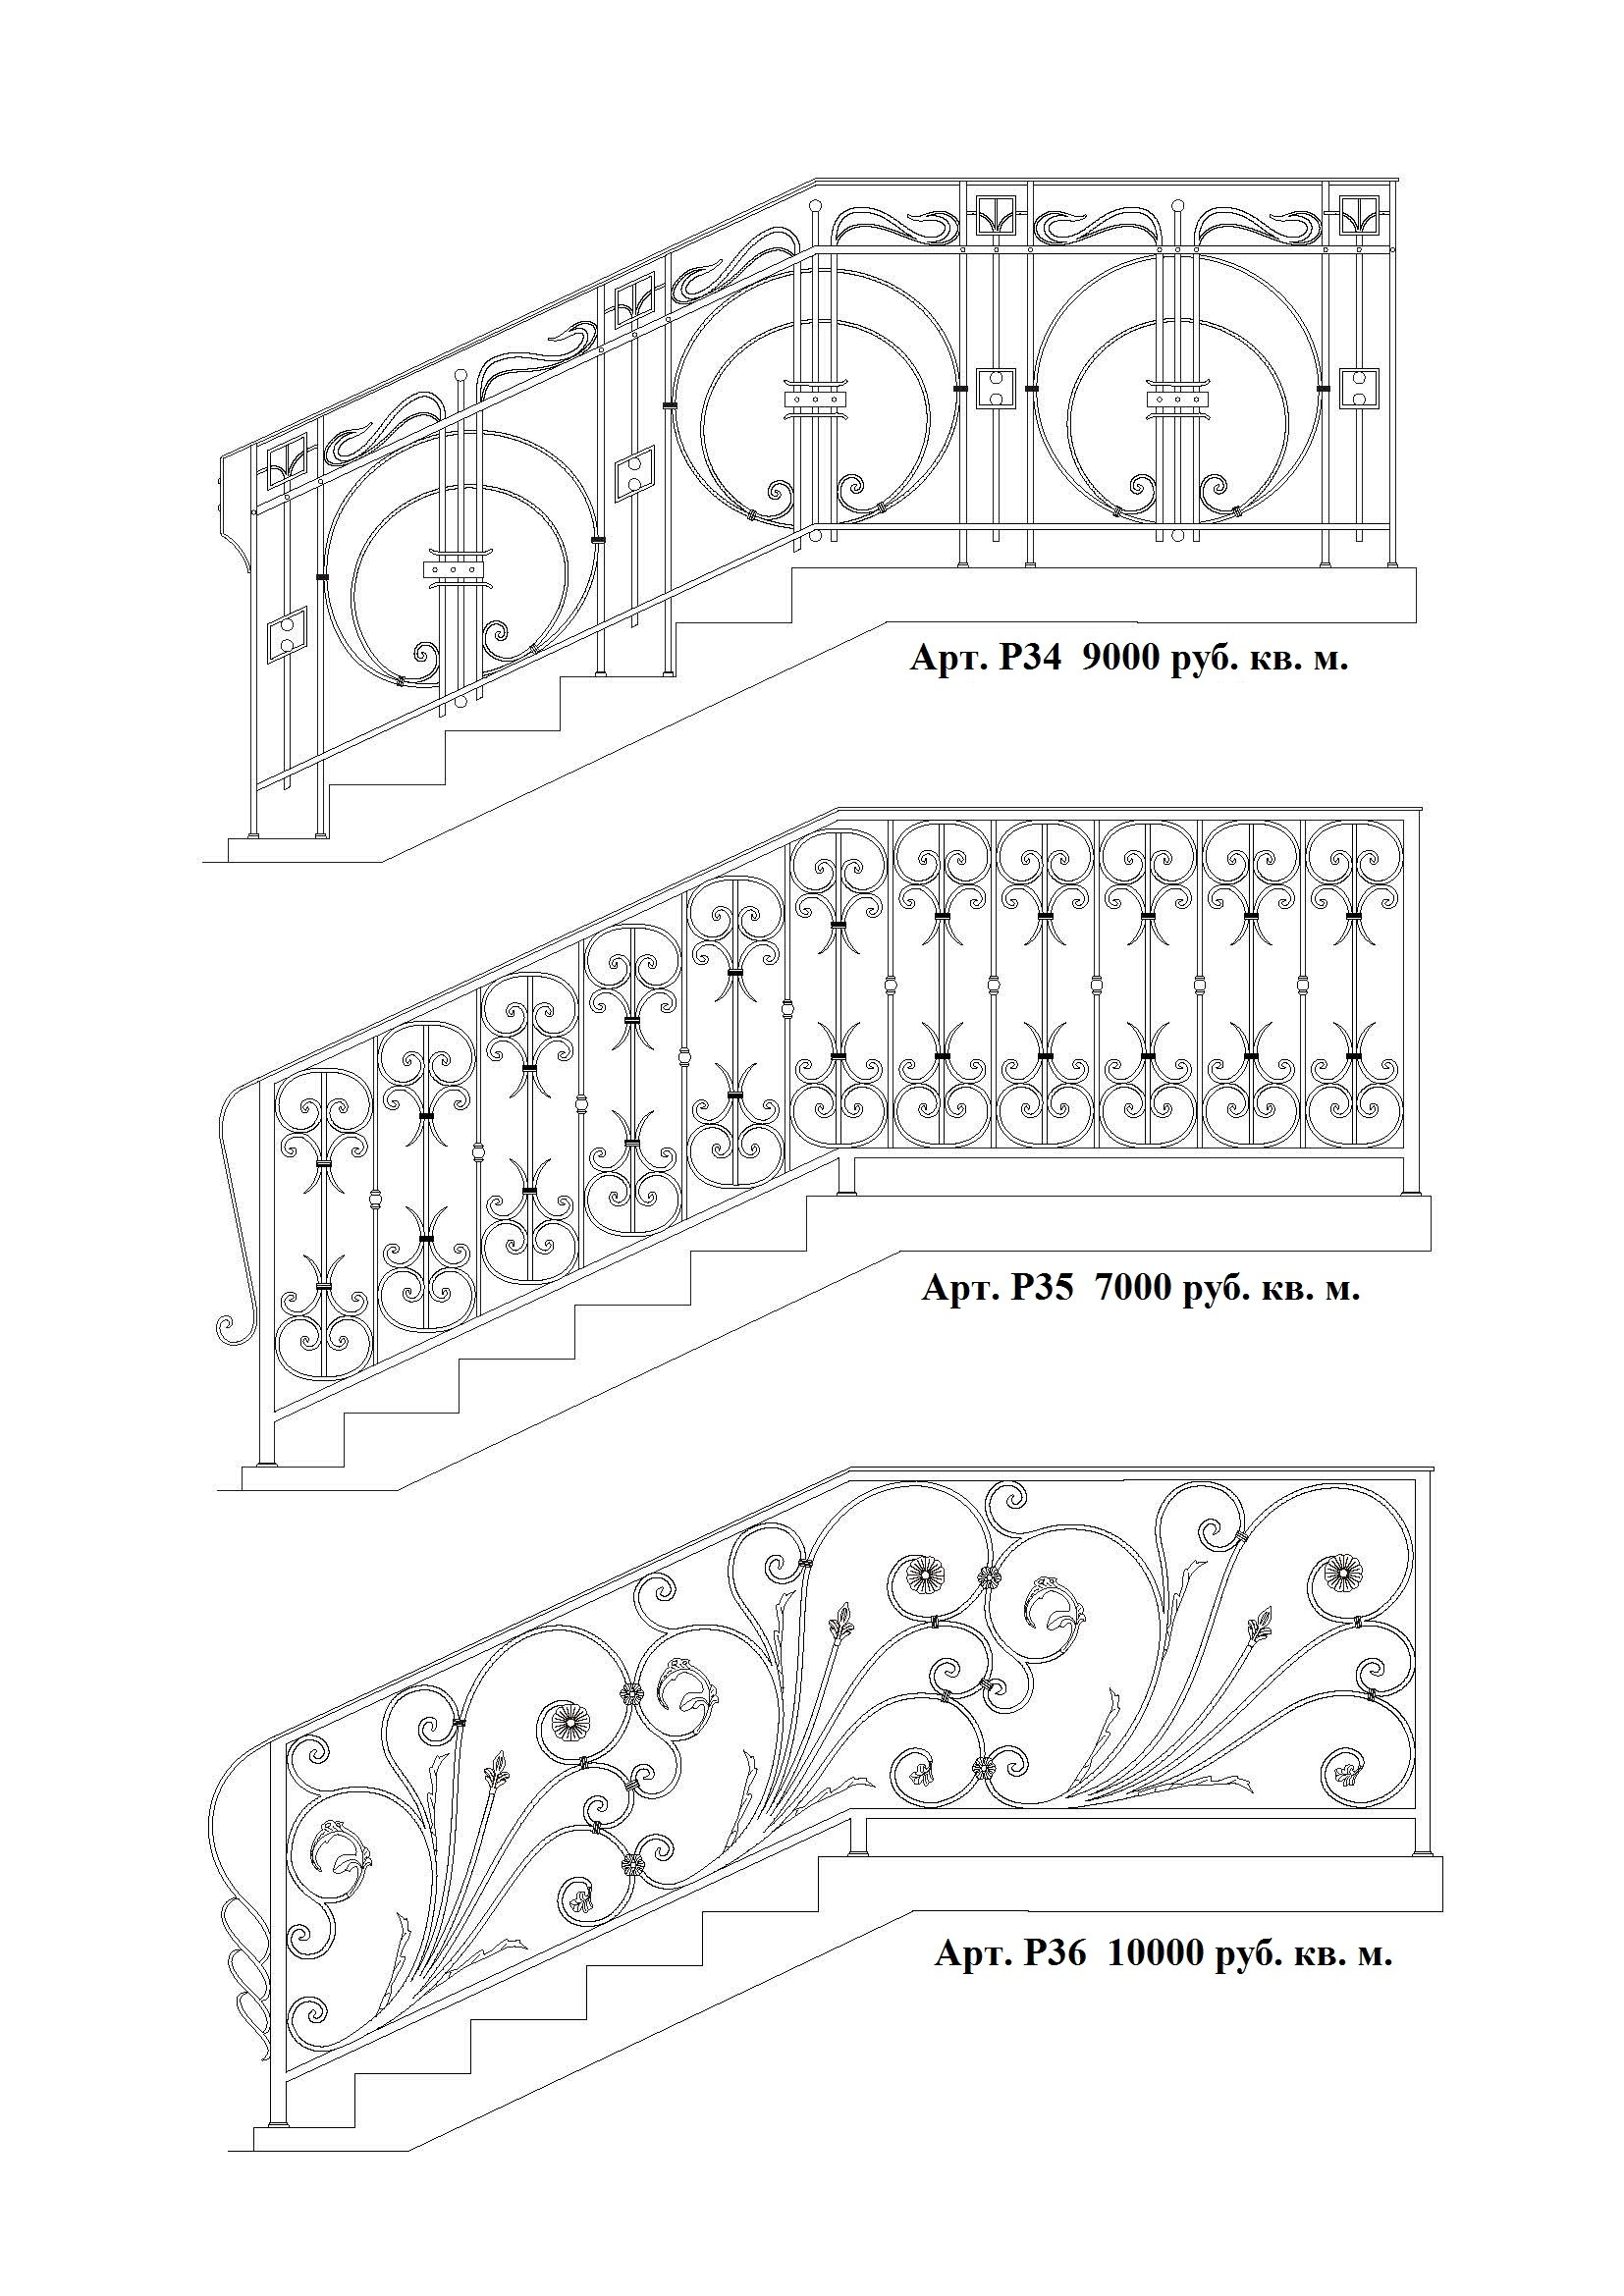 Арт. Р34 9000 руб. кв. м.
Арт. Р35 7000 руб. кв. м.
Арт. Р36 10000 руб. кв. м.